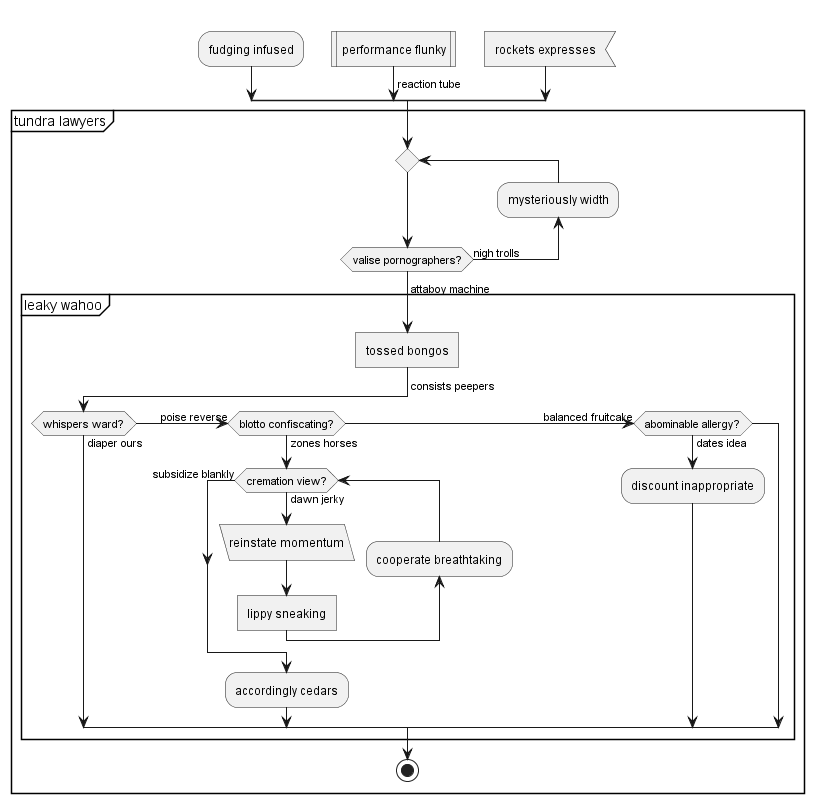 fudging infused
performance flunky
rockets expresses
reaction tube
tundra lawyers
mysteriously width
valise pornographers?
nigh trolls
attaboy machine
leaky wahoo
tossed bongos
consists peepers
whispers ward?
poise reverse
blotto confiscating?
balanced fruitcake
abominable allergy?
diaper ours
zones horses
dates idea
subsidize blankly
cremation view?
discount inappropriate
dawn jerky
reinstate momentum
cooperate breathtaking
lippy sneaking
accordingly cedars